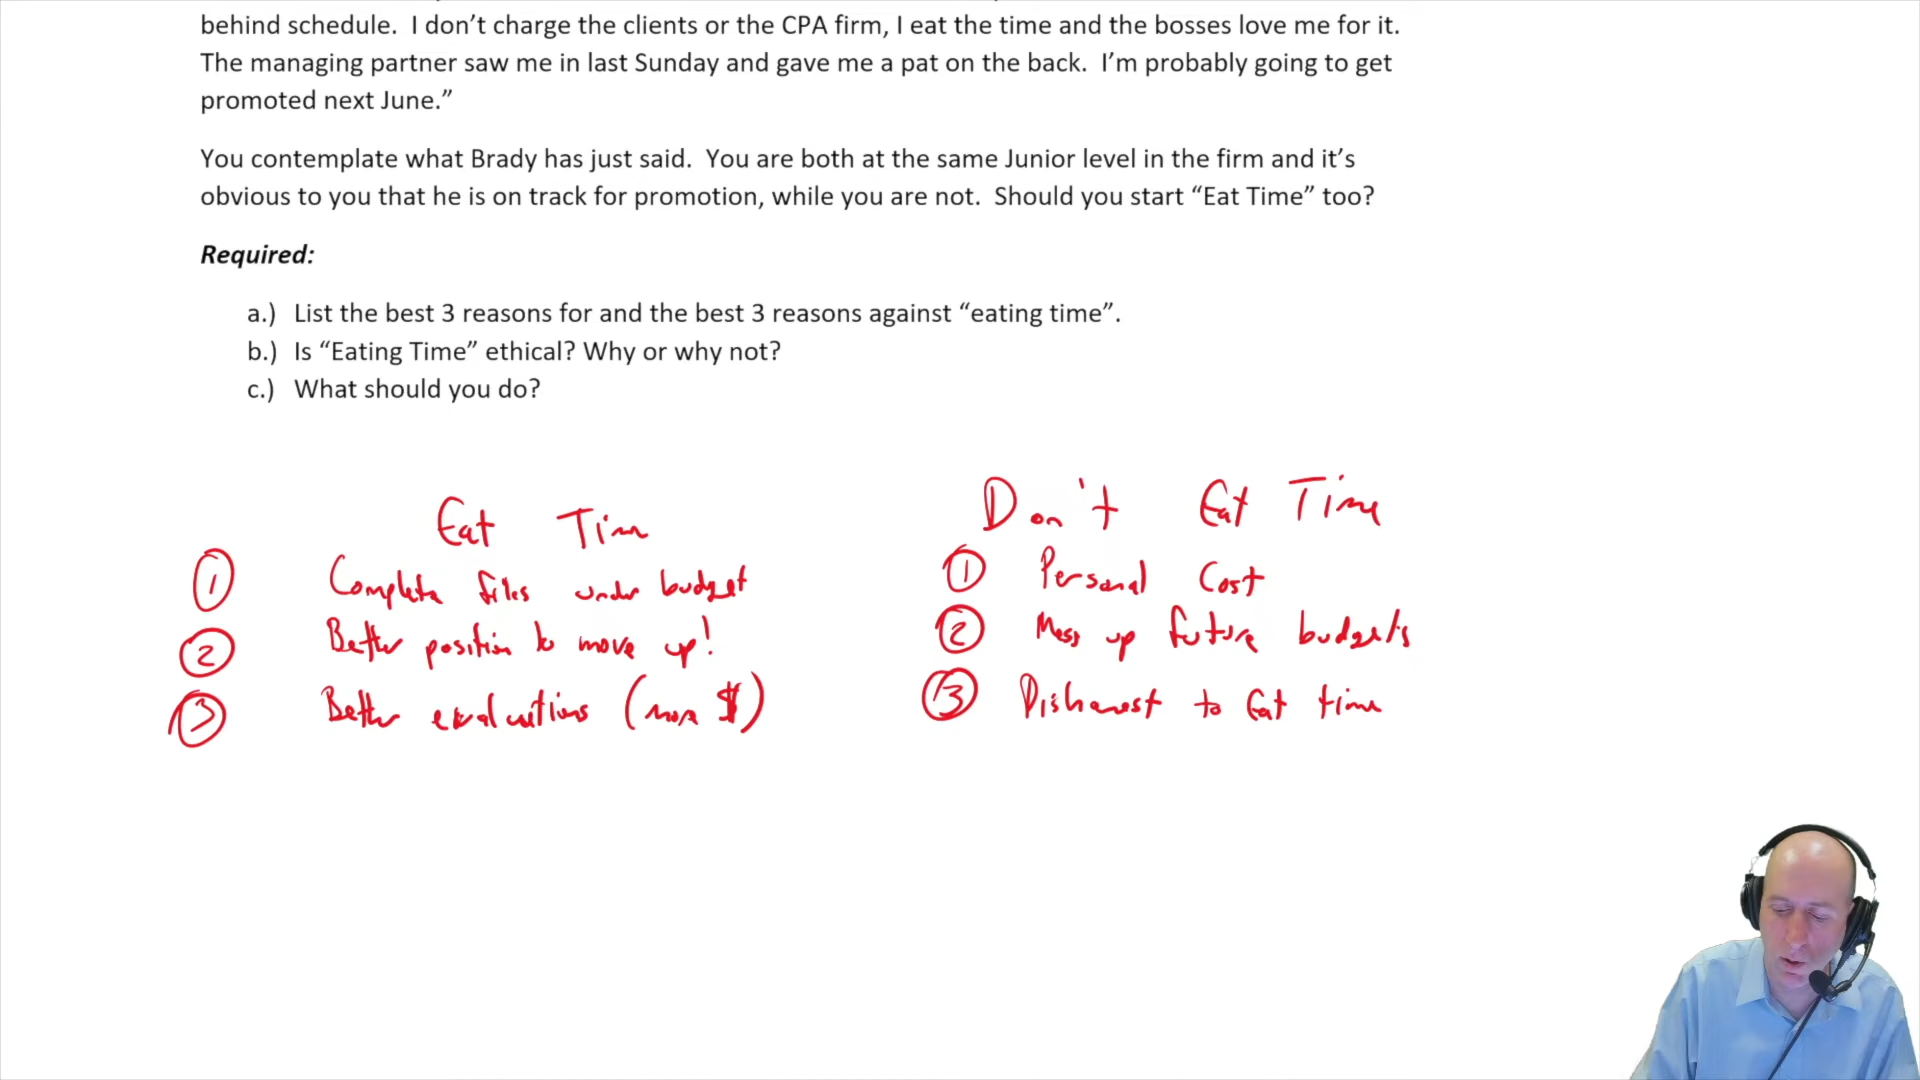 behind schedule.  I don’t charge the clients or the CPA firm, I eat the time and the bosses love me for it.
The managing partner saw me in last Sunday and gave me a pat on the back.  I’m probably going to get
promoted next June.”
You contemplate what Brady has just said.  You are both at the same Junior level in the firm and it’s
obvious to you that he is on track for promotion, while you are not.  Should you start “Eat Time” too?
Required:
a.) List the best 3 reasons for and the best 3 reasons against “eating time”.
b.) Is “Eating Time” ethical? Why or why not?
c.) What should you do?
Eat Time
① Complete files under budget
② Better position to move up!
③ Better evaluations (more $)
Don't Eat Time
① Personal Cost
② Mess up future budgets
③ Dishonest to Eat time